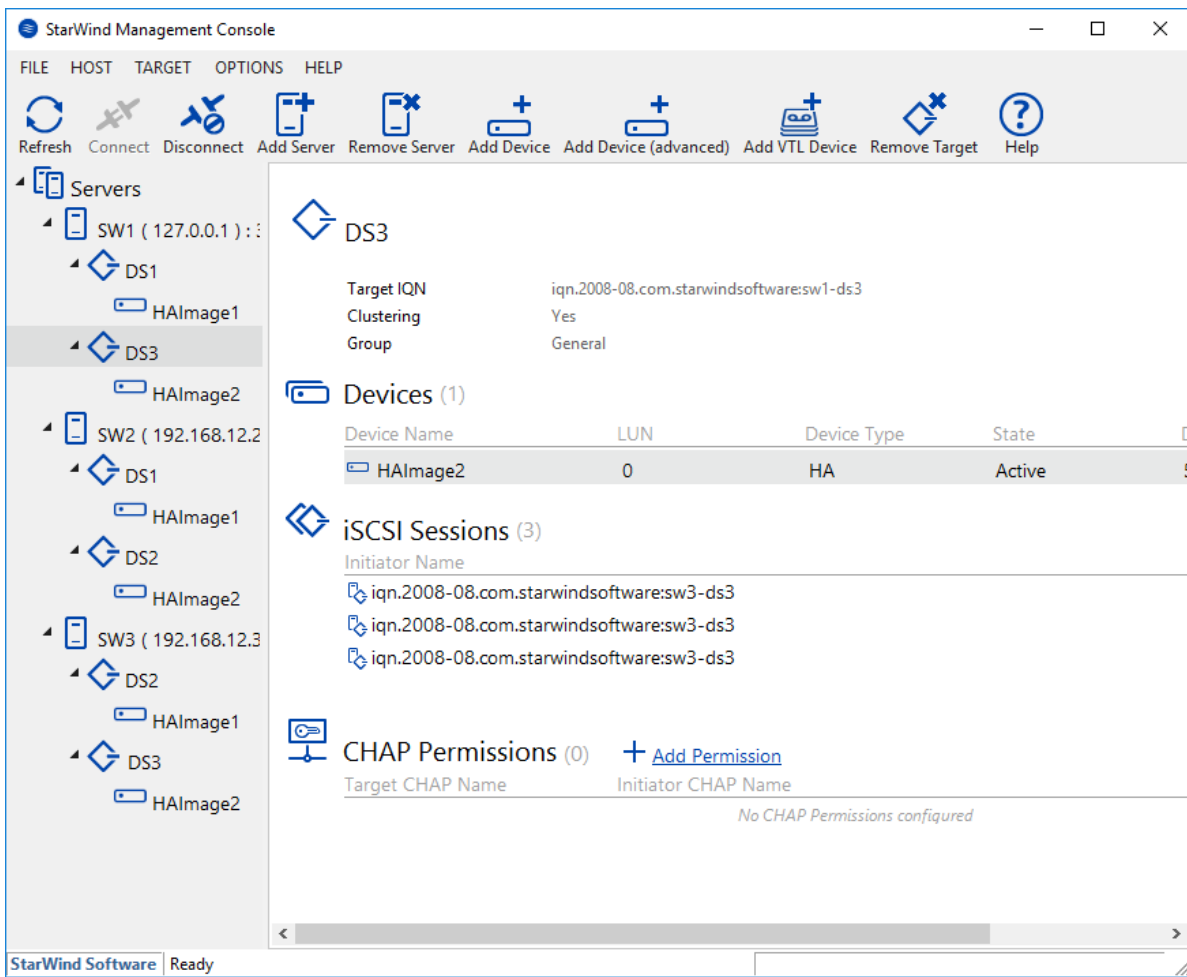 StarWind Management Console
FILE HOST TARGET OPTIONS HELP
Refresh Connect Disconnect Add Server Remove Server Add Device Add Device (advanced) Add VTL Device Remove Target Help
Servers
SW1 ( 127.0.0.1 ) :
DS1
HAImage1
DS3
HAImage2
SW2 ( 192.168.12.2
DS1
HAImage1
DS2
HAImage2
SW3 ( 192.168.12.3
DS2
HAImage1
DS3
HAImage2
DS3
Target IQN iqn.2008-08.com.starwindsoftware:sw1-ds3
Clustering Yes
Group General
Devices (1)
Device Name LUN Device Type State
HAImage2 0 HA Active
iSCSI Sessions (3)
Initiator Name
iqn.2008-08.com.starwindsoftware:sw3-ds3
iqn.2008-08.com.starwindsoftware:sw3-ds3
iqn.2008-08.com.starwindsoftware:sw3-ds3
CHAP Permissions (0) Add Permission
Target CHAP Name Initiator CHAP Name
No CHAP Permissions configured
StarWind Software Ready